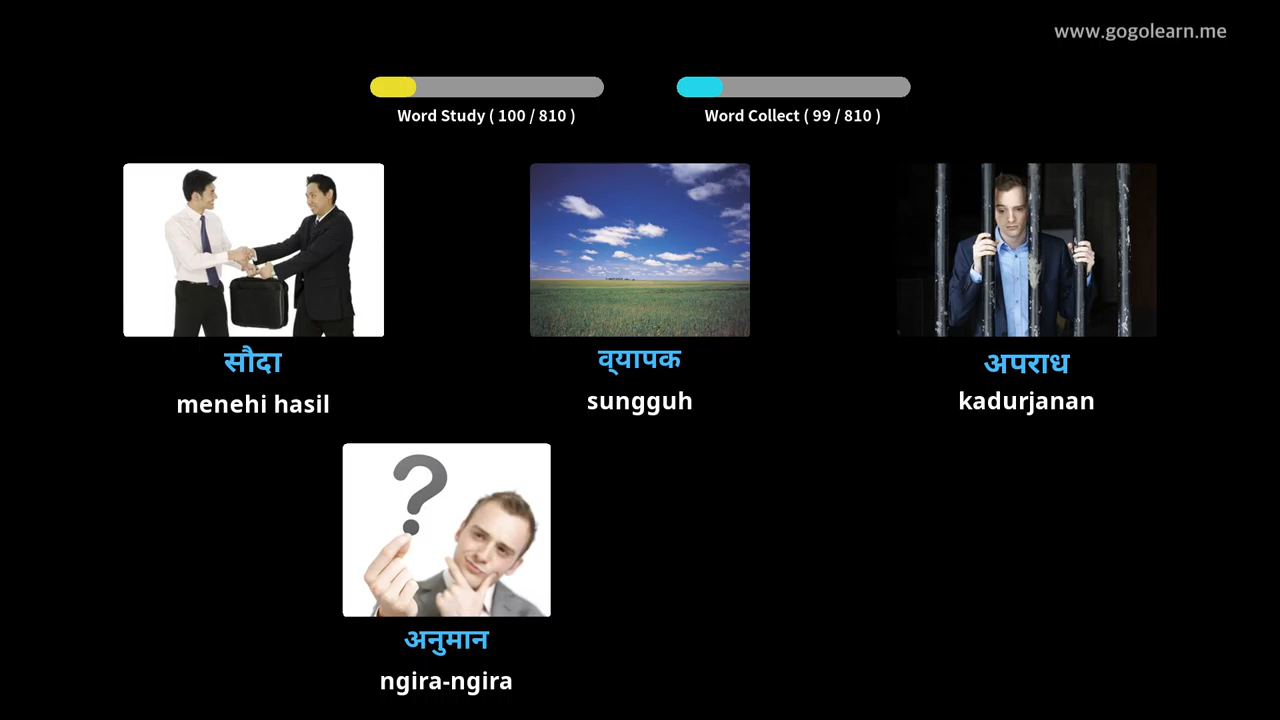 www.gogolearn.me
Word Study ( 100 / 810 )
Word Collect ( 99 / 810 )
सौदा
menehi hasil
व्‍यापक
sungguh
अपराध
kadurjanan
अनुमान
ngira-ngira